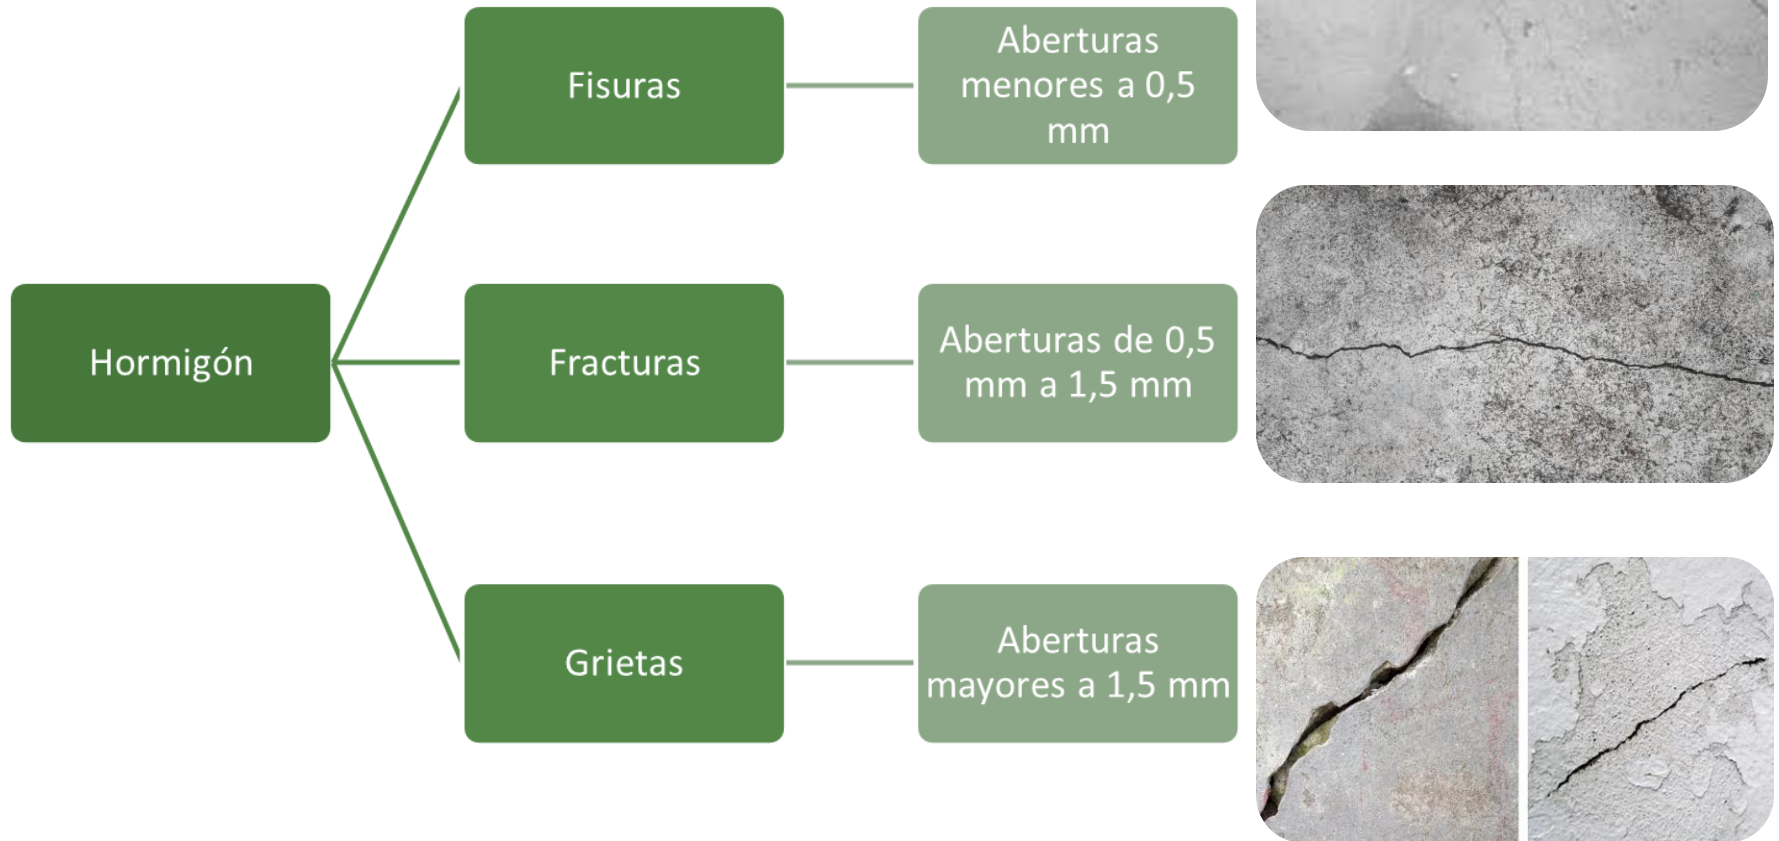 Hormigón
Fisuras
Aberturas
menores a 0,5
mm
Fracturas
Aberturas de 0,5
mm a 1,5 mm
Grietas
Aberturas
mayores a 1,5 mm